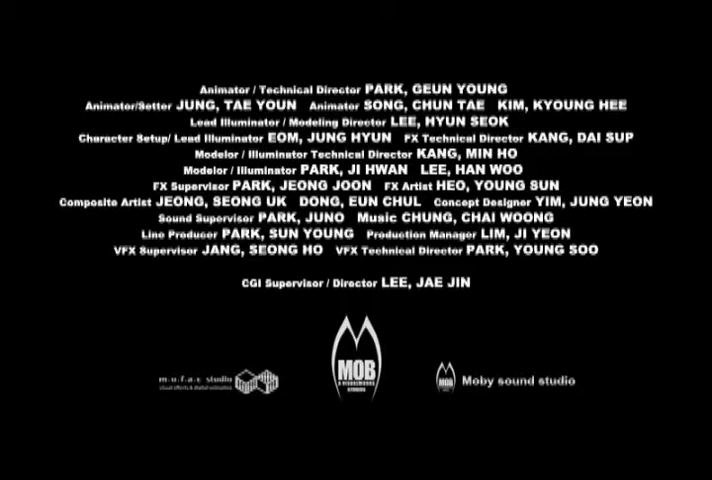 Animator / Technical Director PARK, GEUN YOUNG
Animator/Setter JUNG, TAE YOUN Animator SONG, CHUN TAE KIM, KYOUNG HEE
Lead Illuminator / Modeling Director LEE, HYUN SEOK
Character Setup/ Lead Illuminator EOM, JUNG HYUN FX Technical Director KANG, DAI SUP
Modelor / Illuminator Technical Director KANG, MIN HO
Modelor / Illuminator PARK, JI HWAN LEE, HAN WOO
FX Supervisor PARK, JEONG JOON FX Artist HEO, YOUNG SUN
Composite Artist JEONG, SEONG UK DONG, EUN CHUL Concept Designer YIM, JUNG YEON
Sound Supervisor PARK, JUNO Music CHUNG, CHAI WOONG
Line Producer PARK, SUN YOUNG Production Manager LIM, JI YEON
VFX Supervisor JANG, SEONG HO VFX Technical Director PARK, YOUNG SOO
CGI Supervisor / Director LEE, JAE JIN
MOB
STUDIOS
m.u.f.a.c studio
visual effects & digital animation
MOB
Moby sound studio